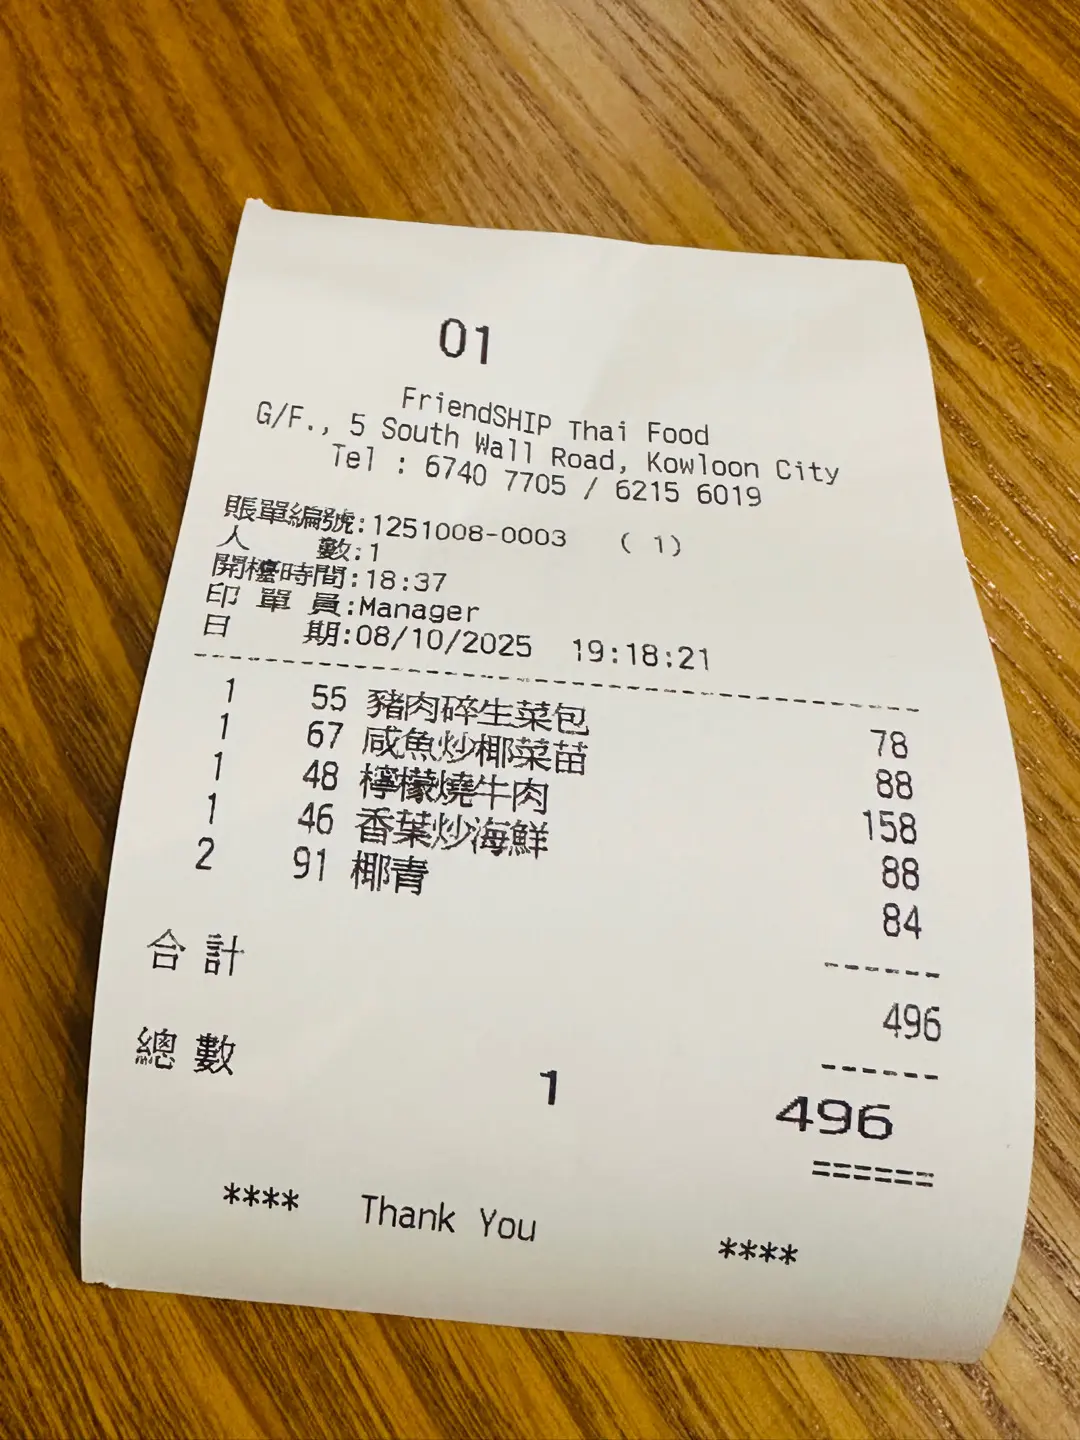 01
FriendSHIP Thai Food
G/F., 5 South Wall Road, Kowloon City
Tel : 6740 7705 / 6215 6019
賬單編號:1251008-0003 ( 1)
人 數:1
開檯時間:18:37
印 單 員:Manager
日 期:08/10/2025 19:18:21
1 55 豬肉碎生菜包 78
1 67 咸魚炒椰菜苗 88
1 48 檸檬燒牛肉 158
1 46 香葉炒海鮮 88
2 91 椰青 84
------
合 計 496
------
總 數 1 496
======
**** Thank You ****